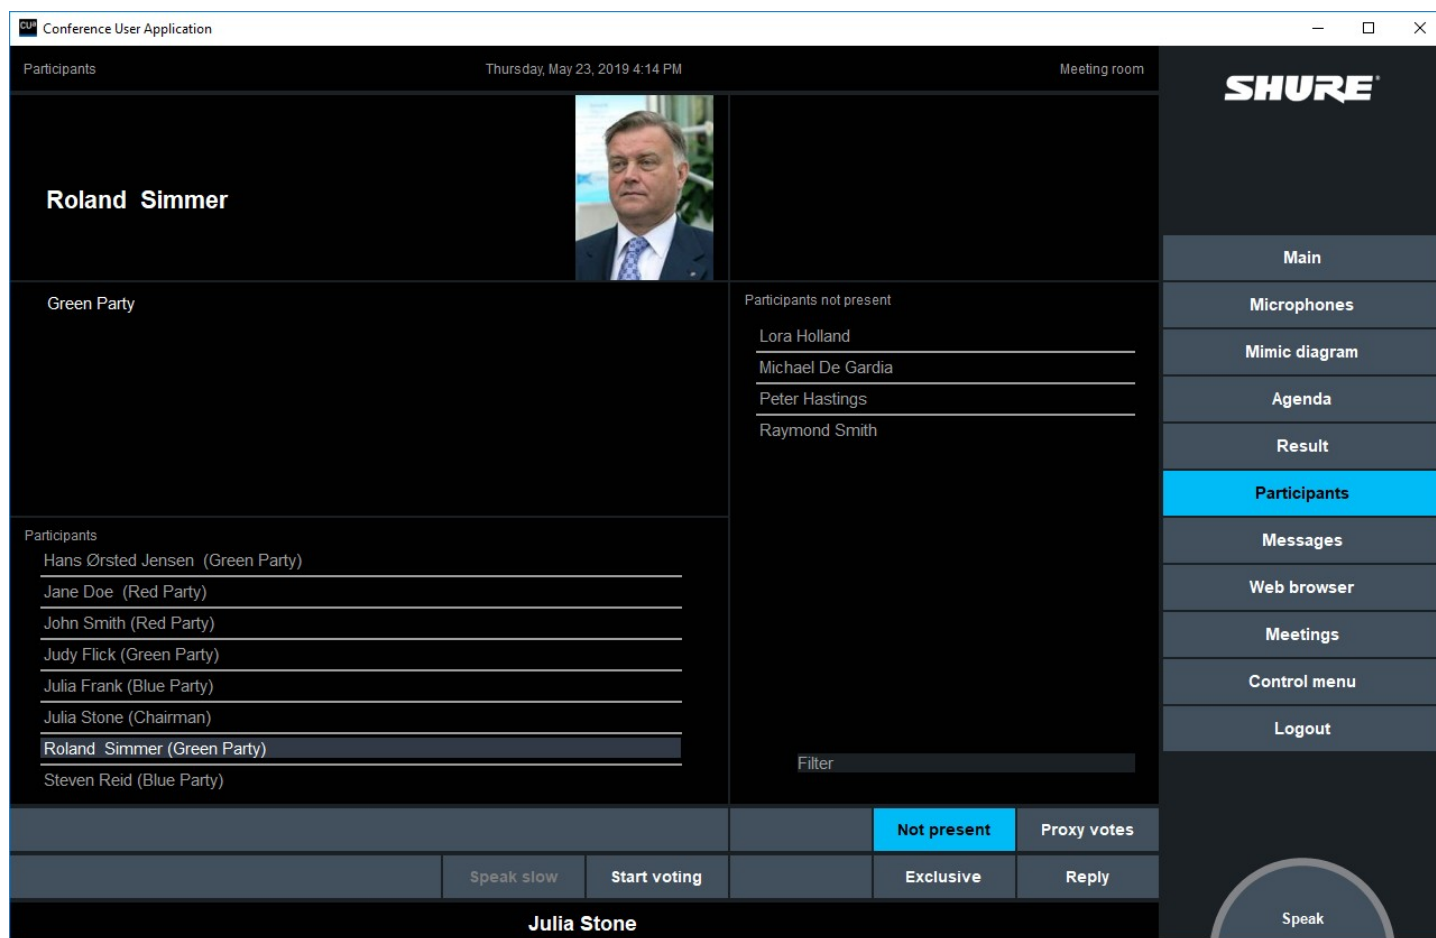 CUa Conference User Application
Participants Thursday, May 23, 2019 4:14 PM Meeting room
SHURE
Roland  Simmer
Green Party
Participants not present
Lora Holland
Michael De Gardia
Peter Hastings
Raymond Smith
Filter
Participants
Hans Ørsted Jensen  (Green Party)
Jane Doe  (Red Party)
John Smith (Red Party)
Judy Flick (Green Party)
Julia Frank (Blue Party)
Julia Stone (Chairman)
Roland  Simmer (Green Party)
Steven Reid (Blue Party)
Not present Proxy votes
Speak slow Start voting Exclusive Reply
Julia Stone
Main
Microphones
Mimic diagram
Agenda
Result
Participants
Messages
Web browser
Meetings
Control menu
Logout
Speak